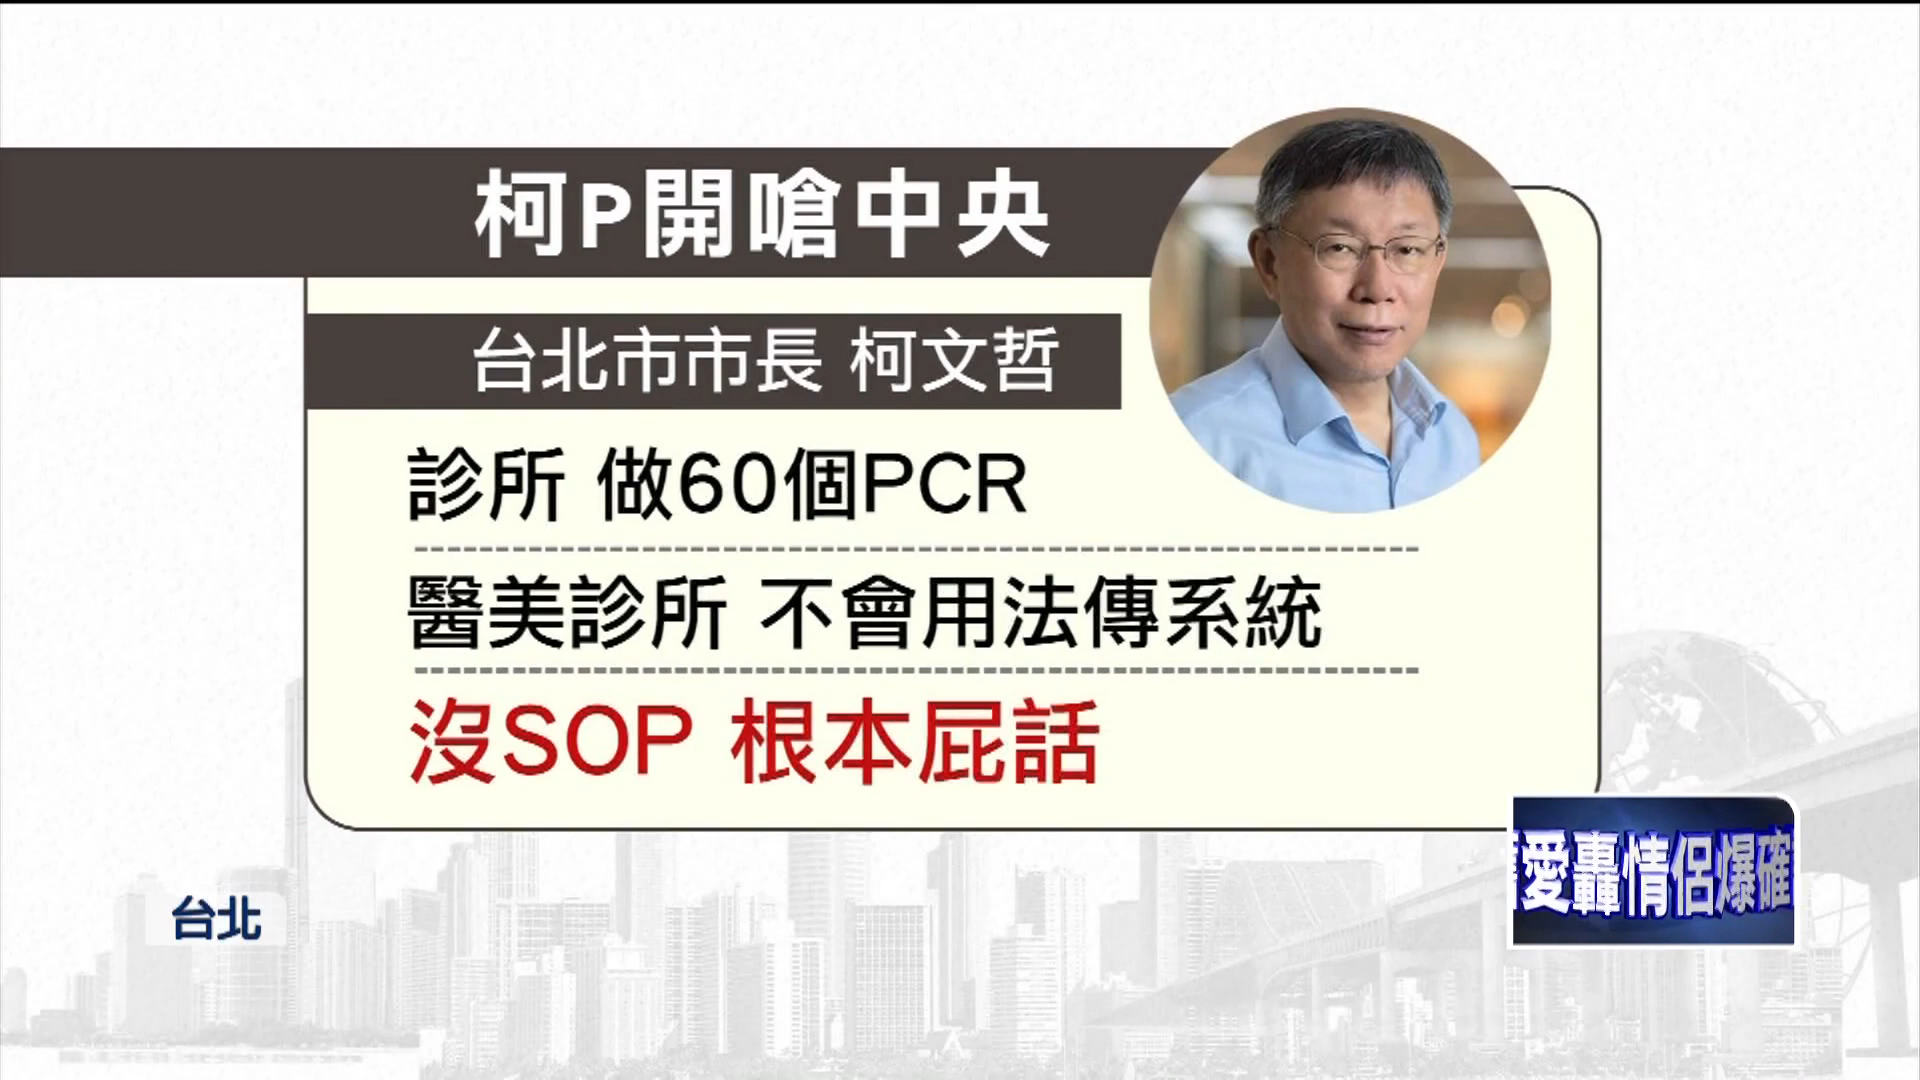 柯P開嗆中央
台北市市長 柯文哲
診所 做60個PCR
醫美診所 不會用法傳系統
沒SOP 根本屁話
愛轟情侶爆確
台北